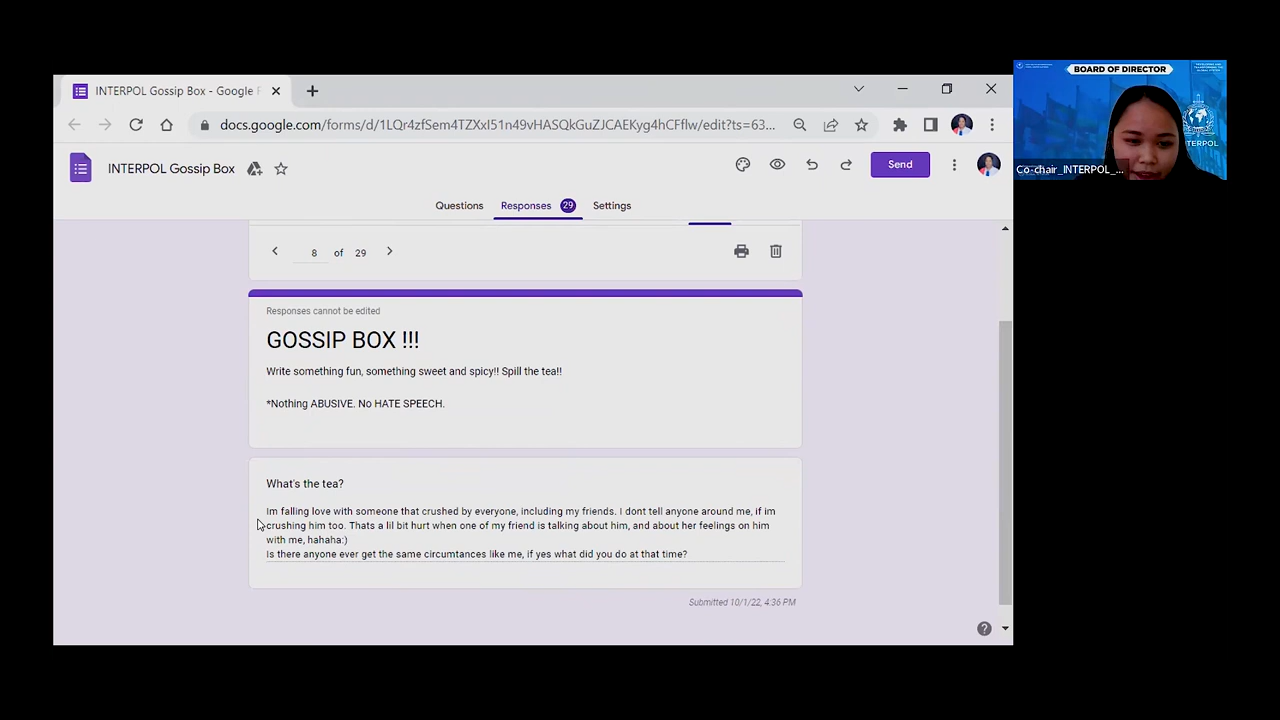 BOARD OF DIRECTOR
INTERPOL Gossip Box - Google F
docs.google.com/forms/d/1LQr4zfSem4TZXxI51n49vHASQkGuZJCAEKyg4hCFflw/edit?ts=63...
INTERPOL
Co-chair_INTERPOL_...
INTERPOL Gossip Box
Send
Questions
Responses 29
Settings
8 of 29
Responses cannot be edited
GOSSIP BOX !!!
Write something fun, something sweet and spicy!! Spill the tea!!
*Nothing ABUSIVE. No HATE SPEECH.
What's the tea?
Im falling love with someone that crushed by everyone, including my friends. I dont tell anyone around me, if im
crushing him too. Thats a lil bit hurt when one of my friend is talking about him, and about her feelings on him
with me, hahaha:)
Is there anyone ever get the same circumtances like me, if yes what did you do at that time?
Submitted 10/1/22, 4:36 PM